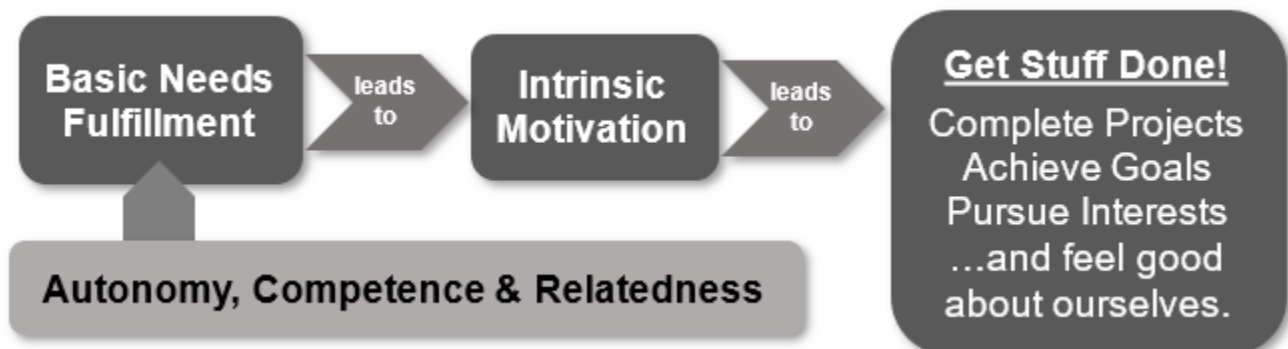 Basic Needs
Fulfillment
leads
to
Intrinsic
Motivation
leads
to
Get Stuff Done!
Complete Projects
Achieve Goals
Pursue Interests
...and feel good
about ourselves.
Autonomy, Competence & Relatedness